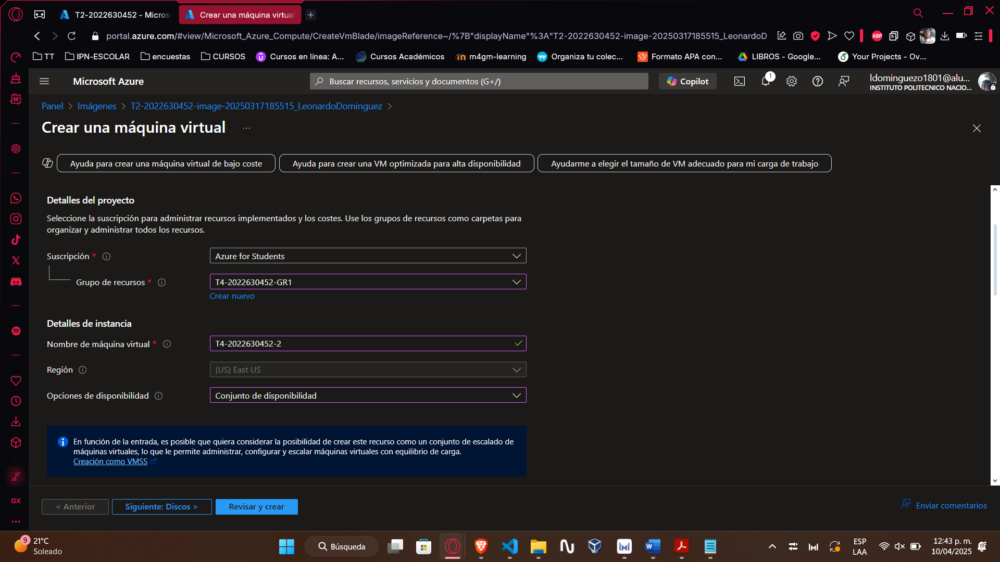 T2-2022630452 - Micros
Crear una máquina virtual
portal.azure.com/#view/Microsoft_Azure_Compute/CreateVmBlade/imageReference~/%7B"displayName"%3A"T2-2022630452-image-20250317185515_LeonardoD
ABP
TT
IPN-ESCOLAR
encuestas
CURSOS
Cursos en línea: A...
Cursos Académicos
m4gm-learning
Organiza tu colec...
Formato APA con...
LIBROS - Google...
Your Projects - Ov...
Microsoft Azure
Buscar recursos, servicios y documentos (G+/)
Copilot
1
ldominguezo1801@alu...
INSTITUTO POLITECNICO NACIO...
Panel > Imágenes > T2-2022630452-image-20250317185515_LeonardoDominguez >
Crear una máquina virtual ...
Ayuda para crear una máquina virtual de bajo coste
Ayuda para crear una VM optimizada para alta disponibilidad
Ayudarme a elegir el tamaño de VM adecuado para mi carga de trabajo
Detalles del proyecto
Seleccione la suscripción para administrar recursos implementados y los costes. Use los grupos de recursos como carpetas para
organizar y administrar todos los recursos.
Suscripción *
Azure for Students
Grupo de recursos *
T4-2022630452-GR1
Crear nuevo
Detalles de instancia
Nombre de máquina virtual *
T4-2022630452-2
Región
(US) East US
Opciones de disponibilidad
Conjunto de disponibilidad
En función de la entrada, es posible que quiera considerar la posibilidad de crear este recurso como un conjunto de escalado de
máquinas virtuales, lo que le permite administrar, configurar y escalar máquinas virtuales con equilibrio de carga.
Creación como VMSS
< Anterior
Siguiente: Discos >
Revisar y crear
Enviar comentarios
GX
9
21°C
Soleado
Búsqueda
ESP
LAA
12:43 p. m.
10/04/2025